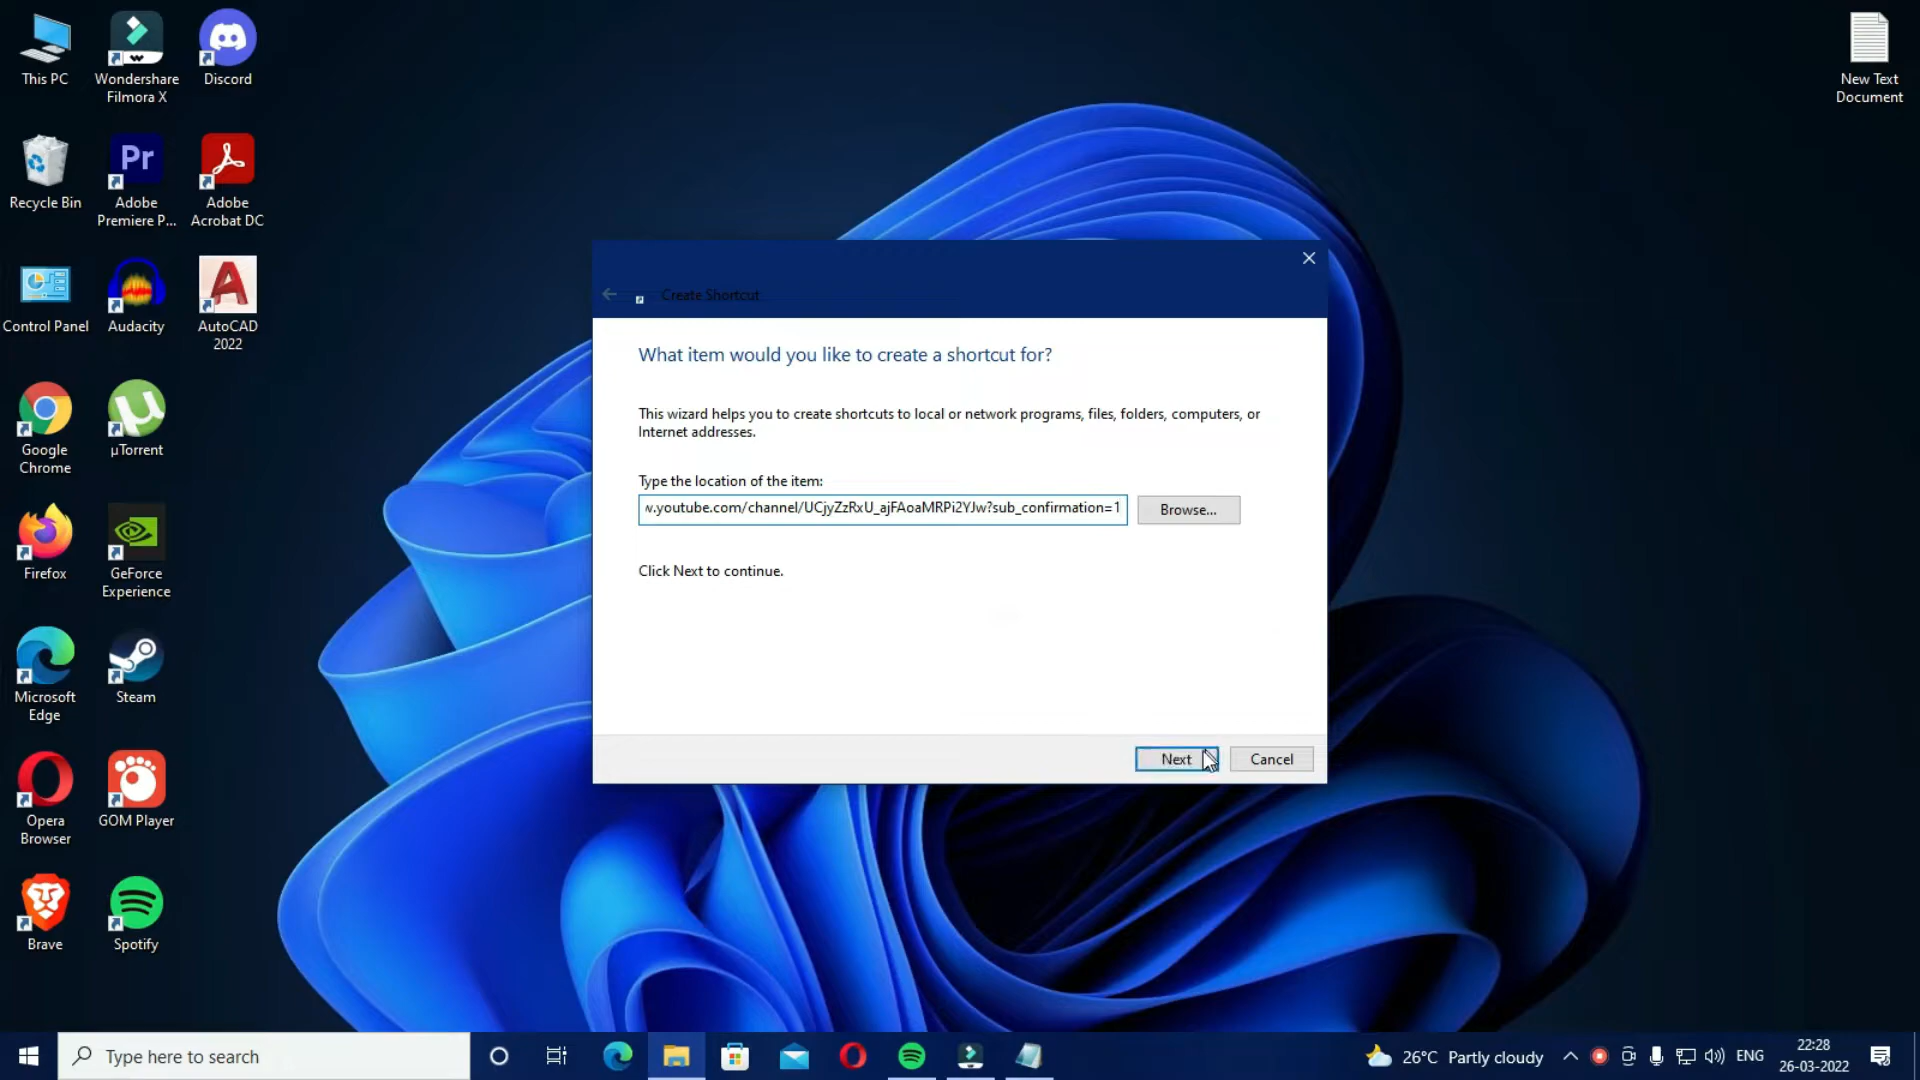 This PC
Wondershare
Filmora X
Discord
New Text
Document
Recycle Bin
Pr
Adobe
Premiere P...
Adobe
Acrobat DC
Control Panel
Audacity
AutoCAD
2022
Google
Chrome
µTorrent
Firefox
GeForce
Experience
Microsoft
Edge
Steam
Opera
Browser
GOM Player
Brave
Spotify
Create Shortcut
What item would you like to create a shortcut for?
This wizard helps you to create shortcuts to local or network programs, files, folders, computers, or
Internet addresses.
Type the location of the item:
w.youtube.com/channel/UCjyZzRxU_ajFAoaMRPi2YJw?sub_confirmation=1
Browse...
Click Next to continue.
Next
Cancel
Type here to search
26°C Partly cloudy
ENG
22:28
26-03-2022